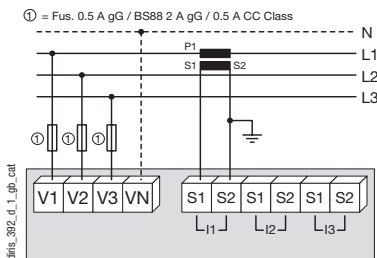 ① = Fus. 0.5 A gG / BS88 2 A gG / 0.5 A CC Class
N
P1
L1
S1 S2
L2
L3
① ① ①
V1 V2 V3 VN S1 S2 S1 S2 S1 S2
I1 I2 I3
diris_392_d_1_gb_cat